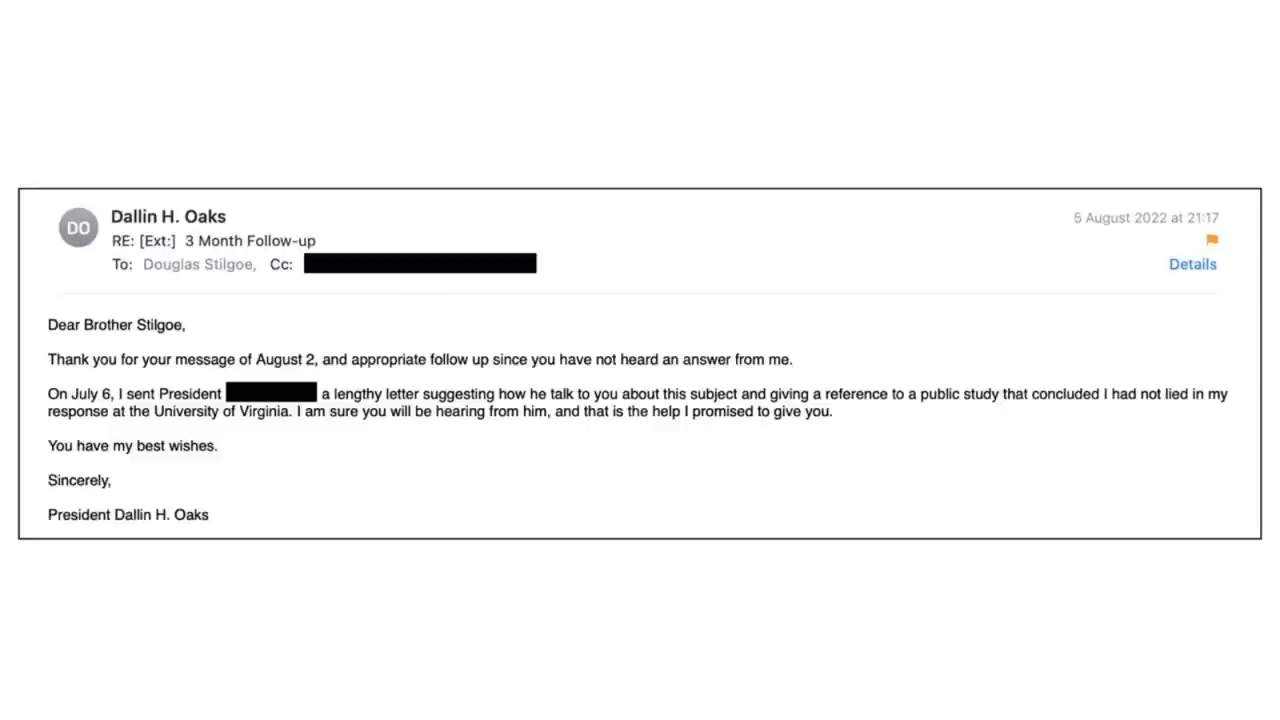 DO
Dallin H. Oaks
5 August 2022 at 21:17
RE: [Ext:] 3 Month Follow-up
To: Douglas Stilgoe, Cc:
Details
Dear Brother Stilgoe,
Thank you for your message of August 2, and appropriate follow up since you have not heard an answer from me.
On July 6, I sent President a lengthy letter suggesting how he talk to you about this subject and giving a reference to a public study that concluded I had not lied in my
response at the University of Virginia. I am sure you will be hearing from him, and that is the help I promised to give you.
You have my best wishes.
Sincerely,
President Dallin H. Oaks